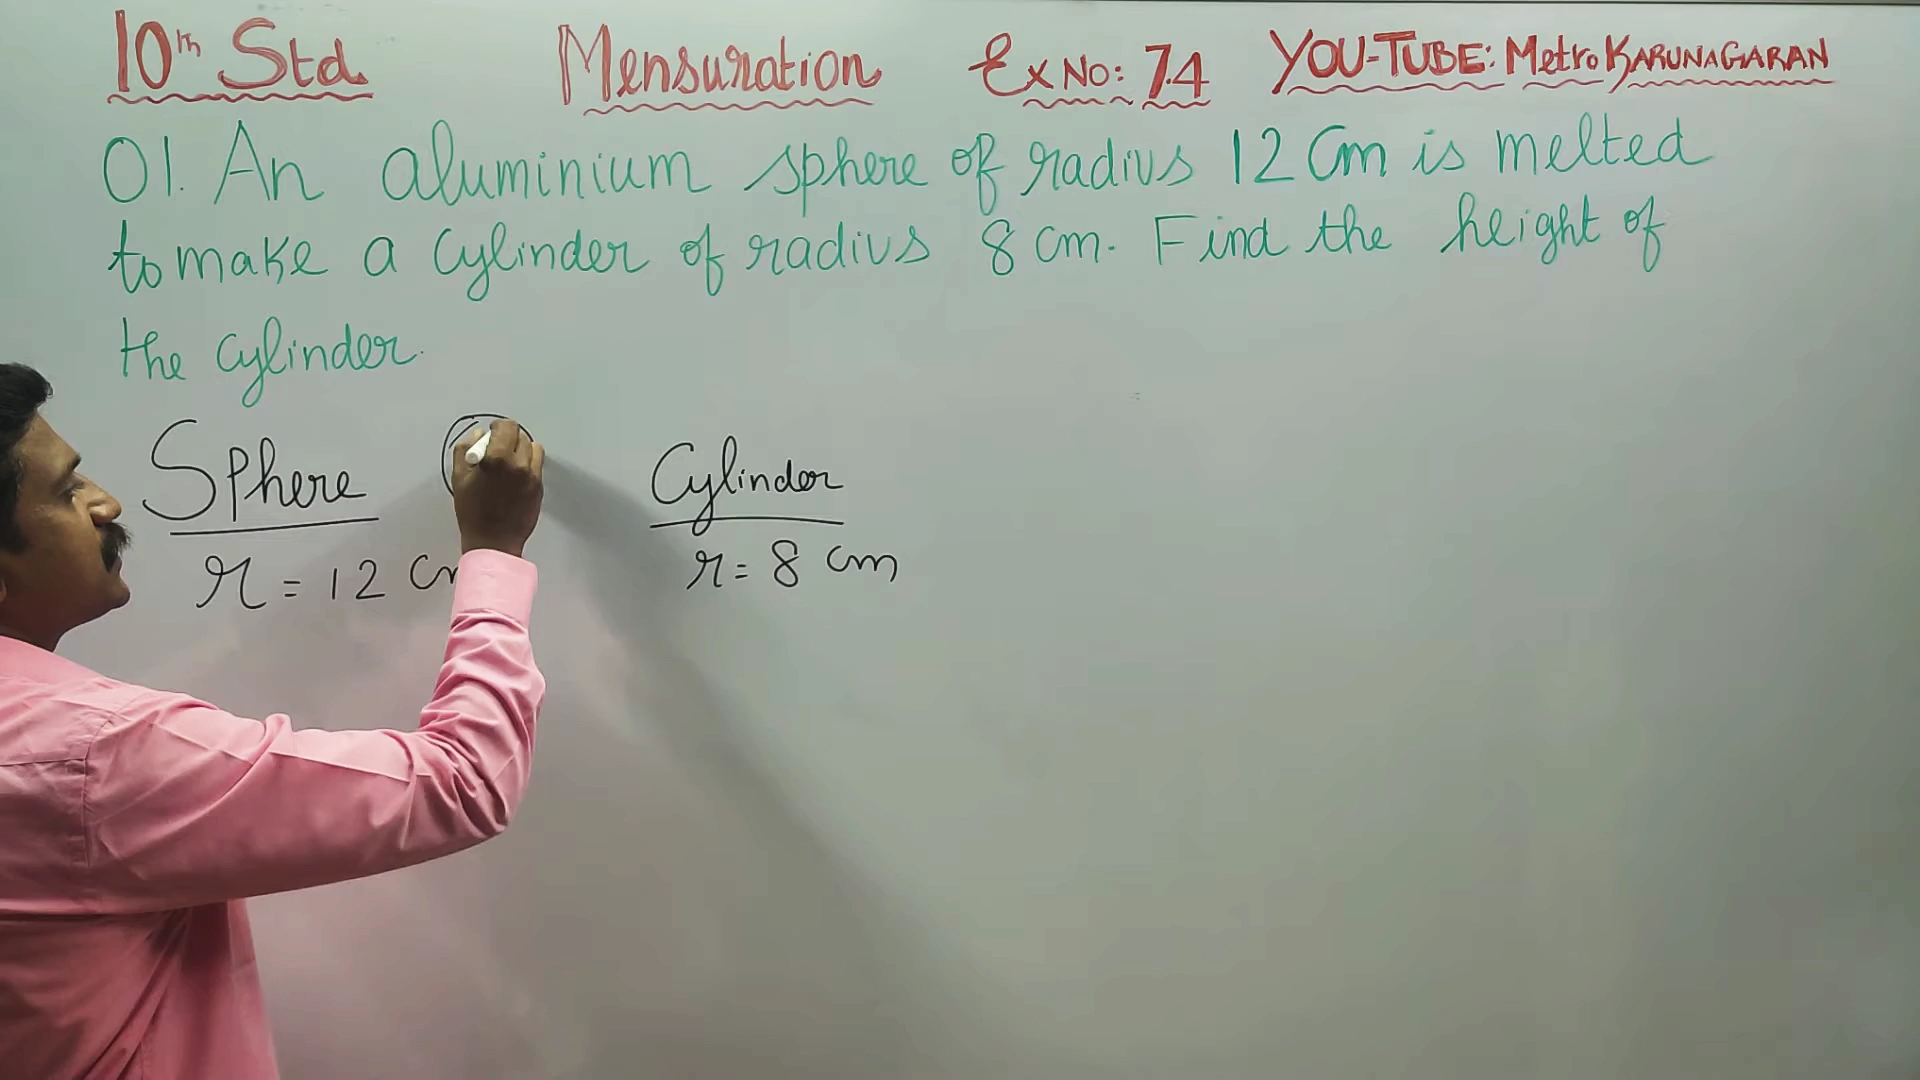 10th Std Mensuration Ex No: 7.4 YOU-TUBE: Metro KARUNAGARAN
01. An aluminium sphere of radius 12 Cm is melted
to make a cylinder of radius 8 cm. Find the height of
the cylinder.
Sphere Cylinder
r = 12 cm r = 8 cm